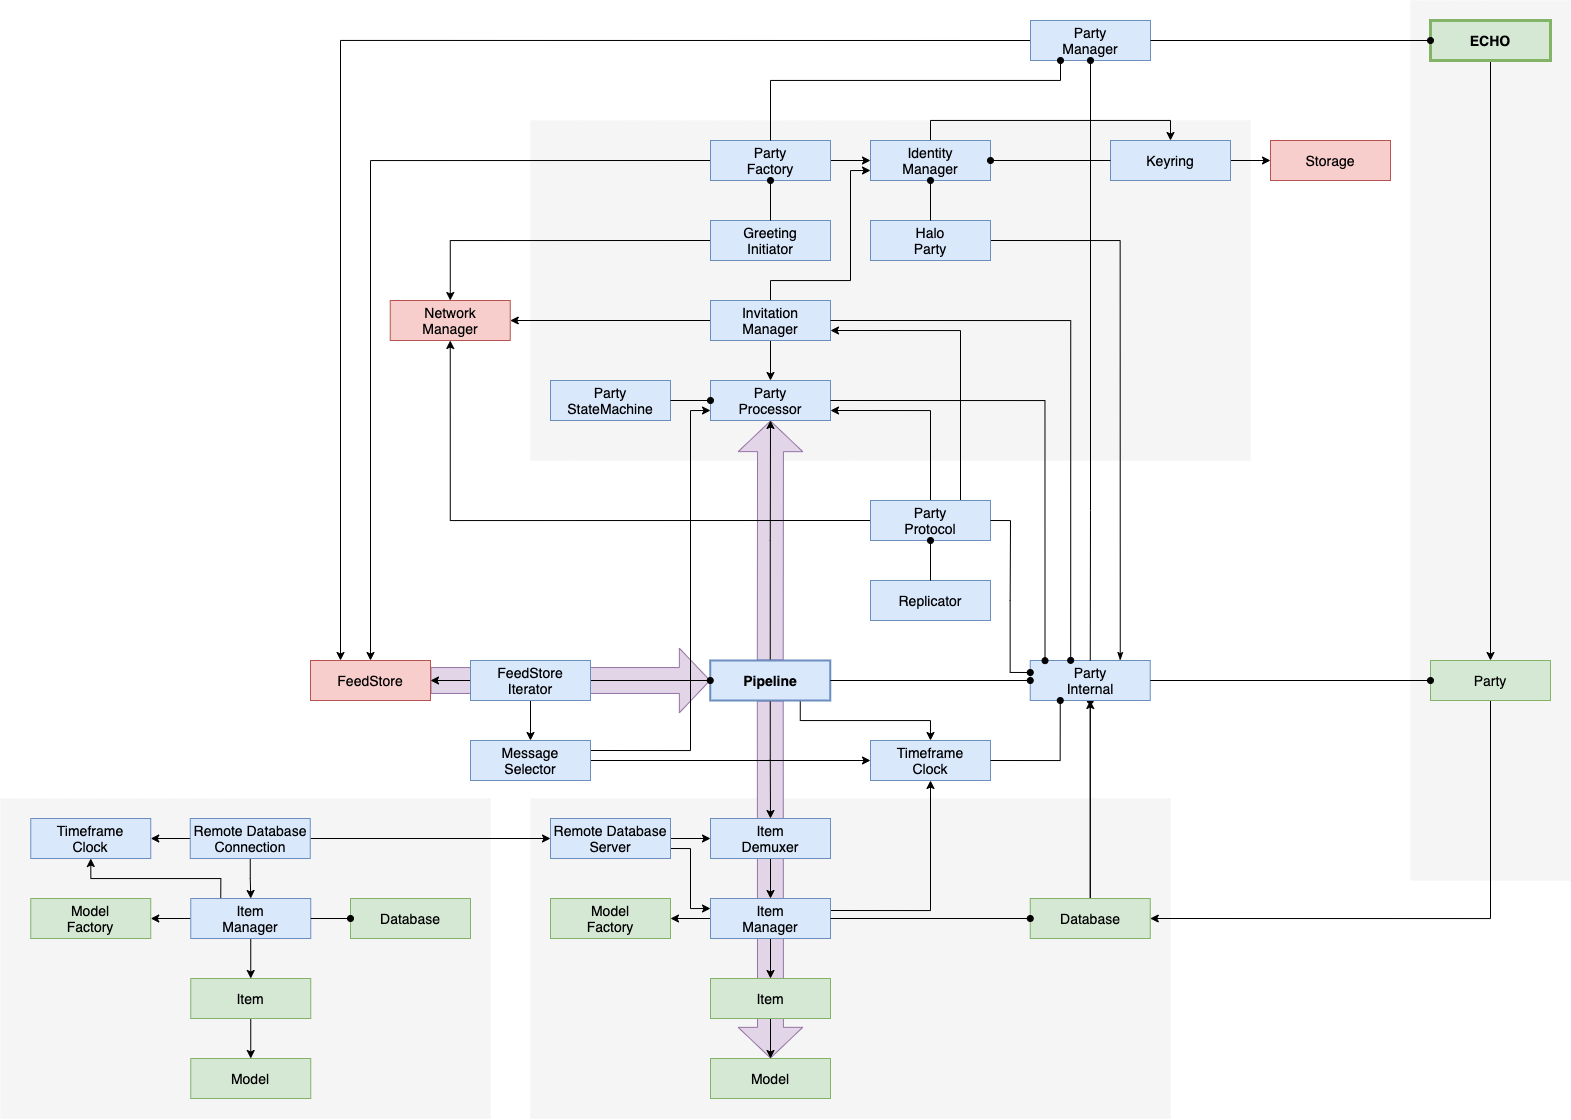 Party
Manager
ECHO
Party
Factory
Identity
Manager
Keyring
Storage
Greeting
Initiator
Halo
Party
Network
Manager
Invitation
Manager
Party
StateMachine
Party
Processor
Party
Protocol
Replicator
FeedStore
FeedStore
Iterator
Pipeline
Party
Internal
Party
Message
Selector
Timeframe
Clock
Timeframe
Clock
Remote Database
Connection
Remote Database
Server
Item
Demuxer
Model
Factory
Item
Manager
Database
Model
Factory
Item
Manager
Database
Item
Item
Model
Model